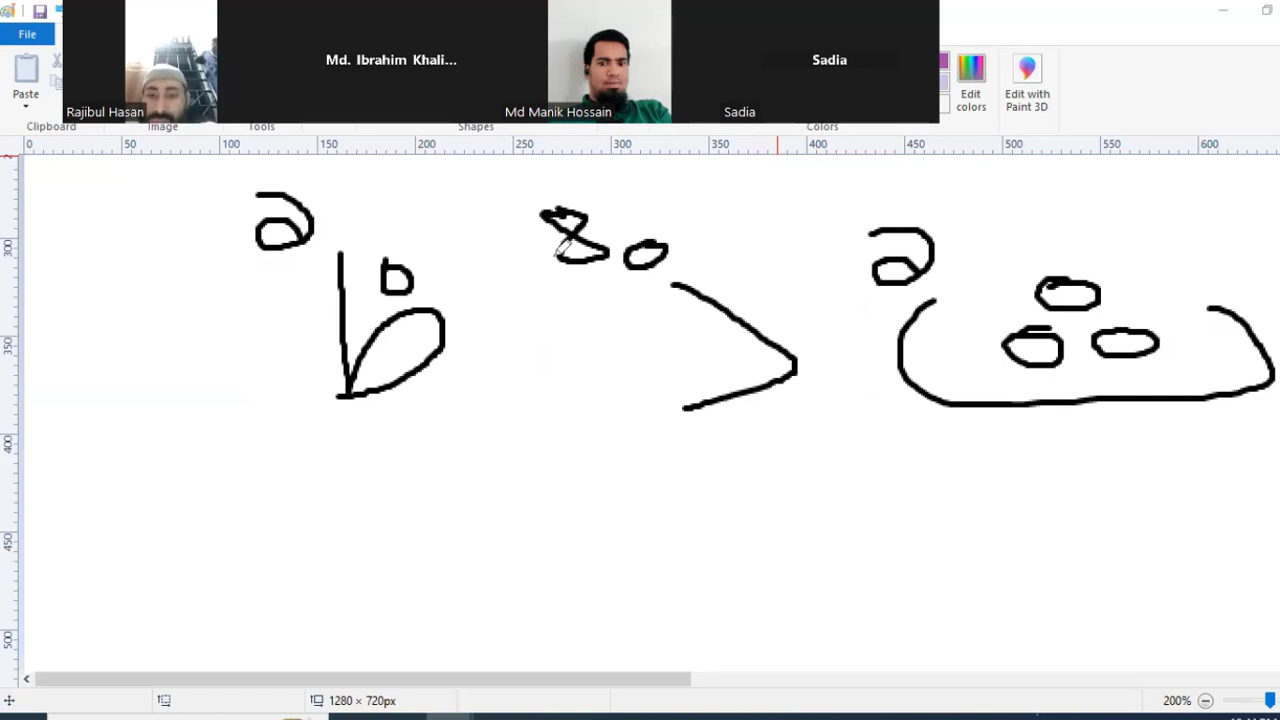 File
Rajibul Hasan
Md. Ibrahim Khali...
Md Manik Hossain
Sadia
Sadia
Paste
Edit colors
Edit with Paint 3D
Clipboard Image Tools Shapes Colors
0 50 100 150 200 250 300 350 400 450 500 550 600
300
350
400
450
500
ث ذ ظ
1280 × 720px
200%